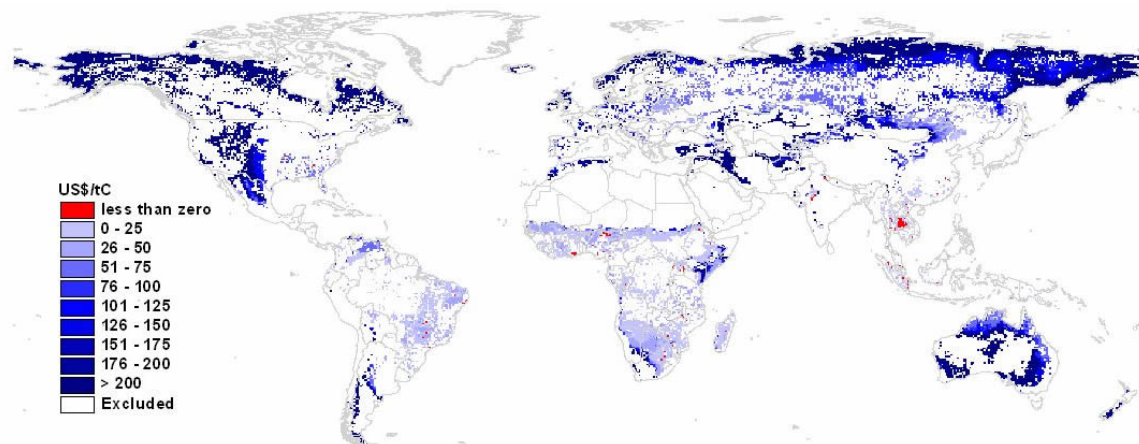 US$/tC
less than zero
0 - 25
26 - 50
51 - 75
76 - 100
101 - 125
126 - 150
151 - 175
176 - 200
> 200
Excluded